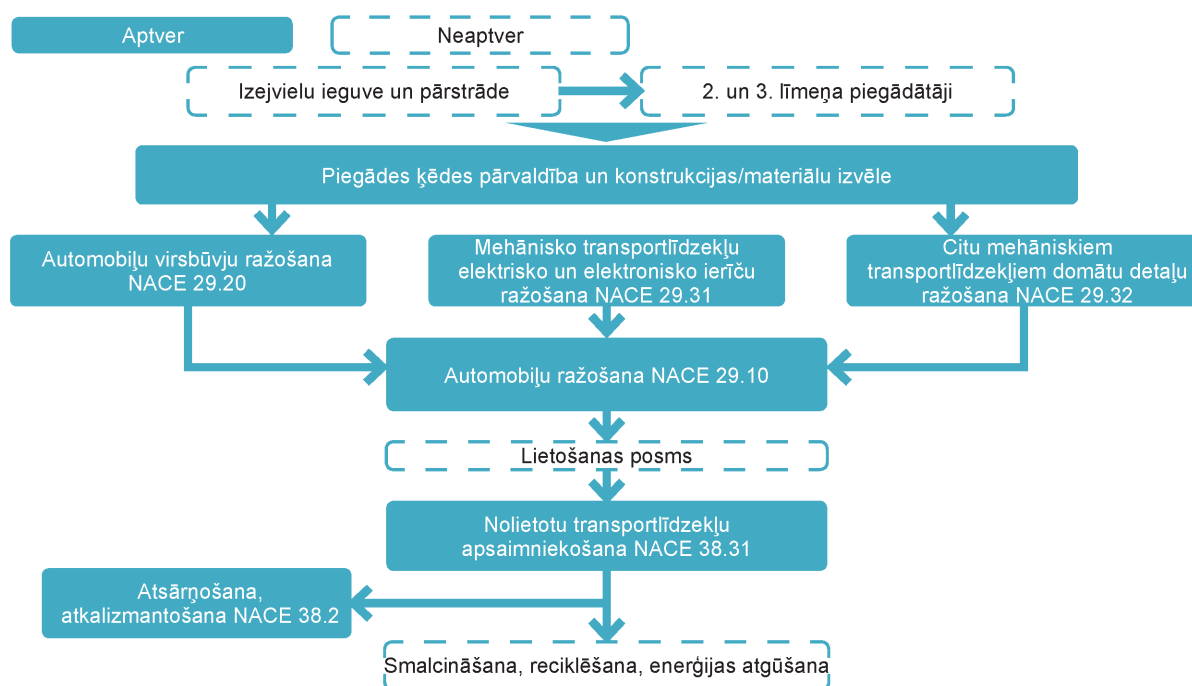 Aptver
Neaptver
Izejvielu ieguve un pārstrāde
2. un 3. līmeņa piegādātāji
Piegādes ķēdes pārvaldība un konstrukcijas/materiālu izvēle
Automobiļu virsbūvju ražošana
NACE 29.20
Mehānisko transportlīdzekļu
elektrisko un elektronisko ierīču
ražošana NACE 29.31
Citu mehāniskiem
transportlīdzekļiem domātu detaļu
ražošana NACE 29.32
Automobiļu ražošana NACE 29.10
Lietošanas posms
Nolietotu transportlīdzekļu
apsaimniekošana NACE 38.31
Atsārņošana,
atkalizmantošana NACE 38.2
Smalcināšana, reciklēšana, enerģijas atgūšana